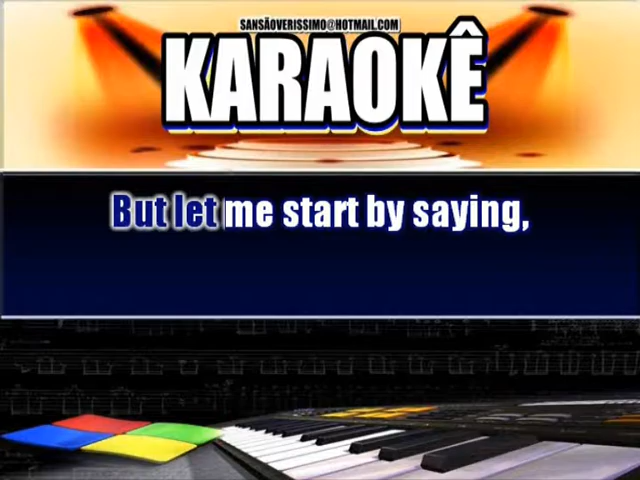 SANSÃOVERISSIMO@HOTMAIL.COM
KARAOKÊ
But let me start by saying,